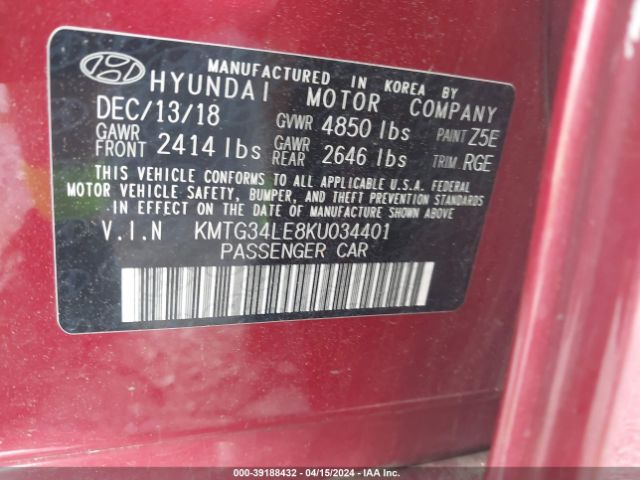 MANUFACTURED IN KOREA BY
HYUNDAI MOTOR COMPANY
DEC/13/18 GVWR 4850 lbs PAINT Z5E
GAWR FRONT 2414 lbs GAWR REAR 2646 lbs TRIM RGE
THIS VEHICLE CONFORMS TO ALL APPLICABLE U.S.A. FEDERAL
MOTOR VEHICLE SAFETY, BUMPER, AND THEFT PREVENTION STANDARDS
IN EFFECT ON THE DATE OF MANUFACTURE SHOWN ABOVE.
V.I.N KMTG34LE8KU034401
PASSENGER CAR
000-39188432 - 04/15/2024 - IAA Inc.